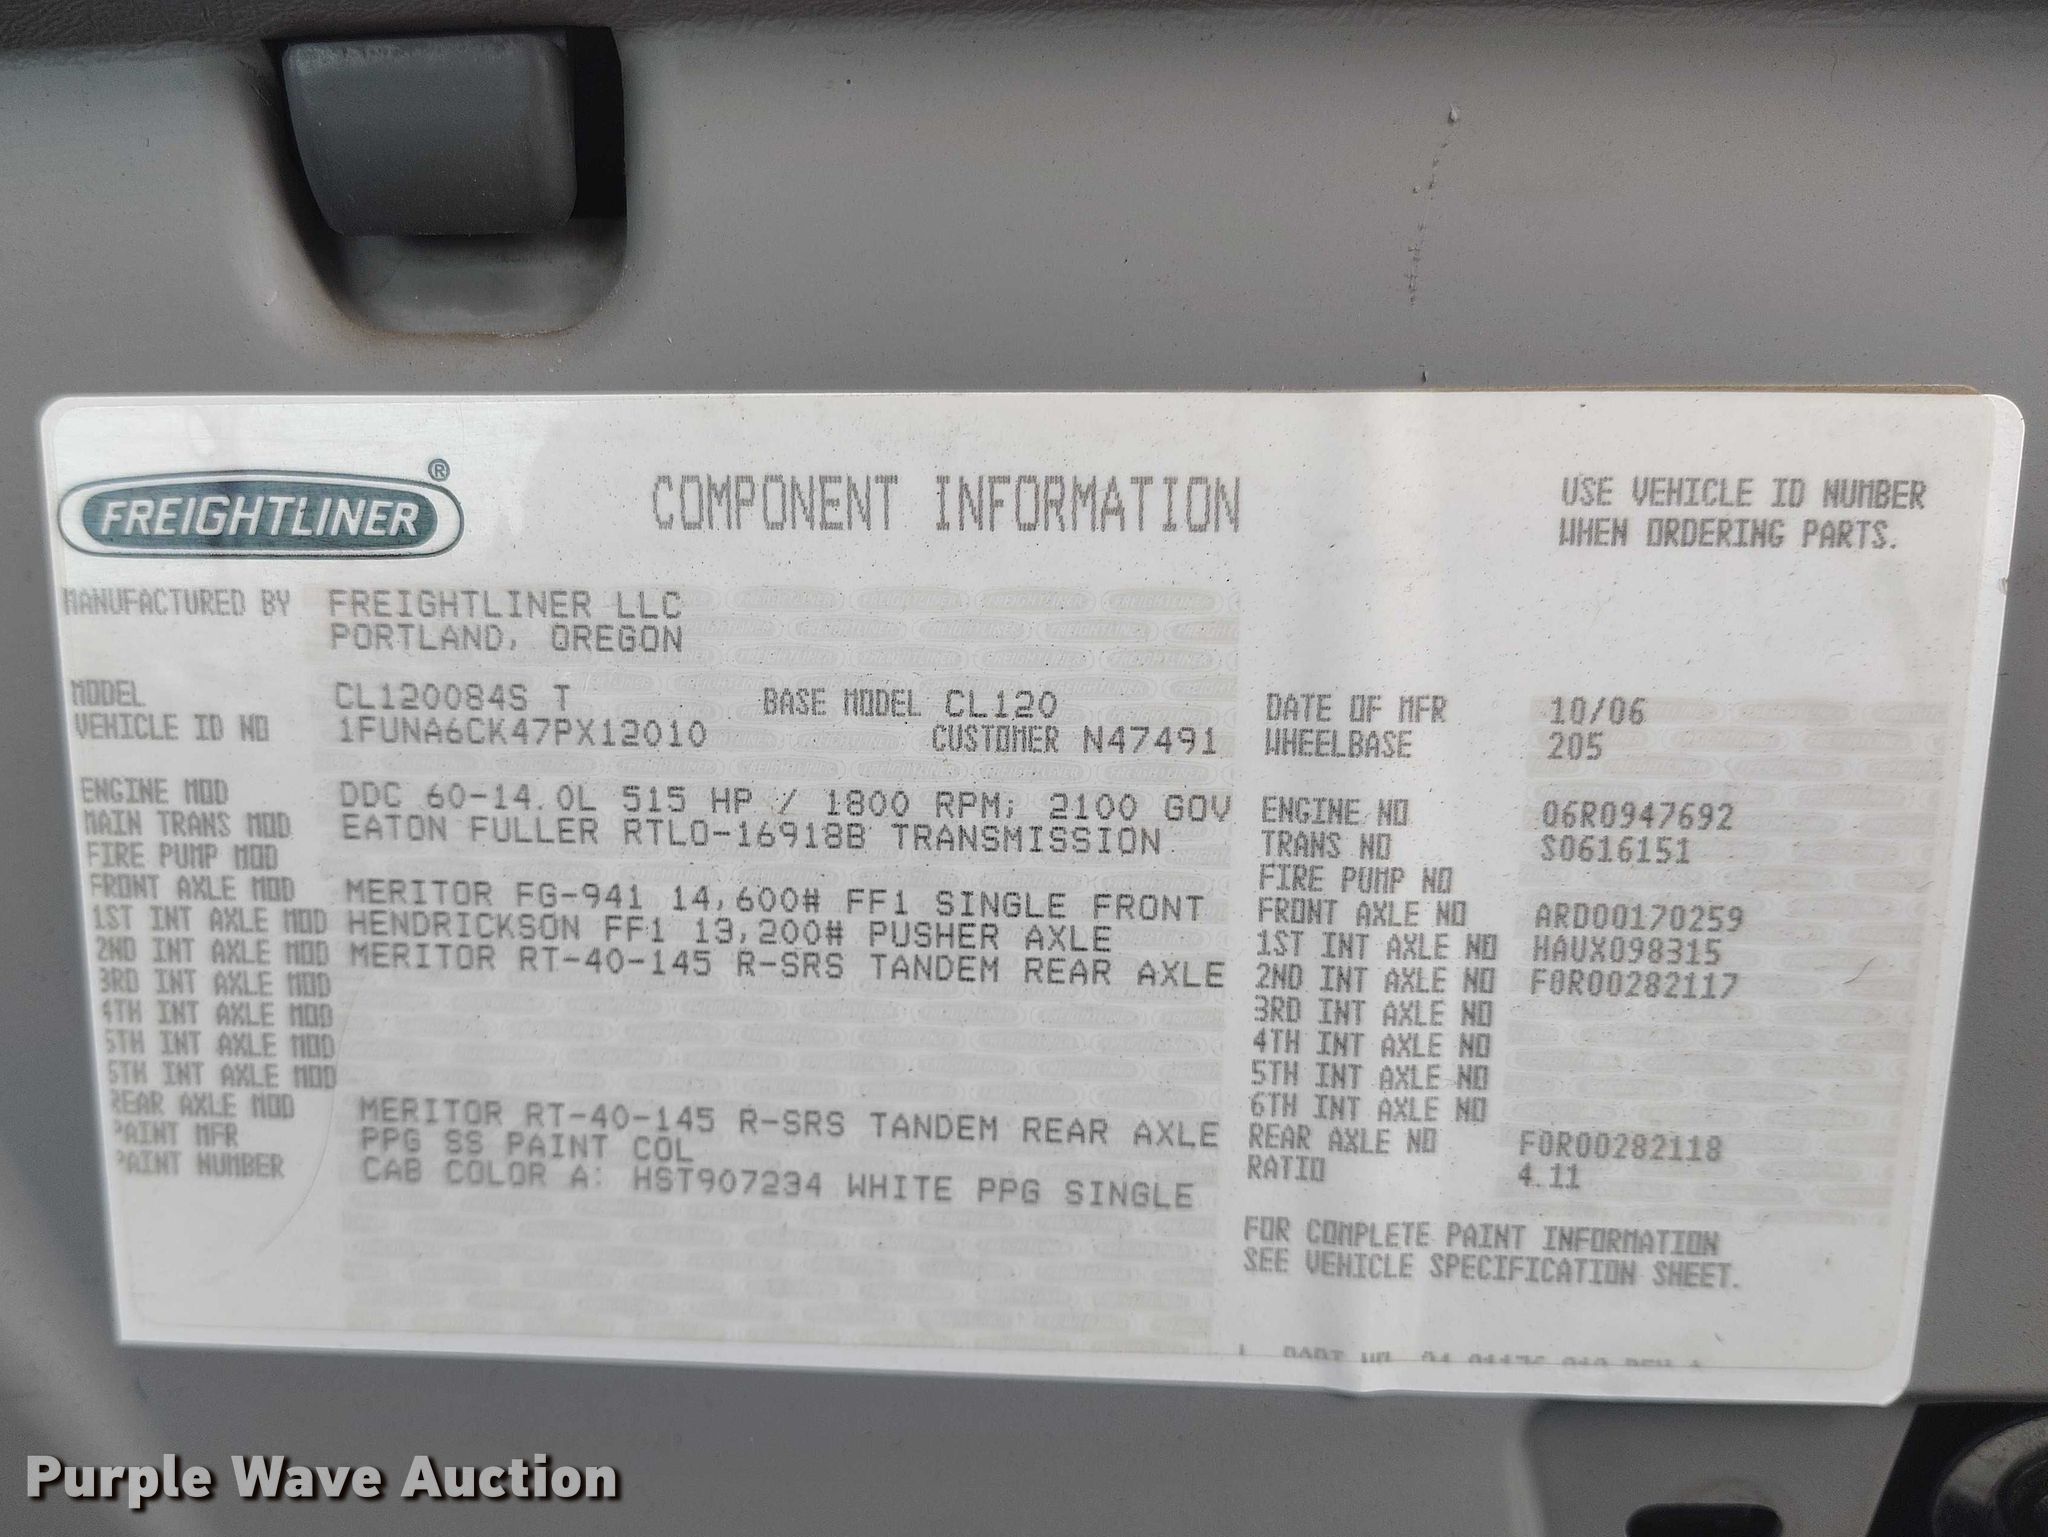 FREIGHTLINER ®
COMPONENT INFORMATION
USE VEHICLE ID NUMBER
WHEN ORDERING PARTS.
MANUFACTURED BY FREIGHTLINER LLC
PORTLAND, OREGON
MODEL CL120084S T BASE MODEL CL120 DATE OF MFR 10/06
VEHICLE ID NO 1FUNA6CK47PX12010 CUSTOMER N47491 WHEELBASE 205
ENGINE MOD DDC 60-14.0L 515 HP / 1800 RPM; 2100 GOV ENGINE NO 06R0947692
MAIN TRANS MOD EATON FULLER RTLO-16918B TRANSMISSION TRANS NO S0616151
FIRE PUMP MOD FIRE PUMP NO
FRONT AXLE MOD MERITOR FG-941 14,600# FF1 SINGLE FRONT FRONT AXLE NO ARD00170259
1ST INT AXLE MOD HENDRICKSON FF1 13,200# PUSHER AXLE 1ST INT AXLE NO HAUX098315
2ND INT AXLE MOD MERITOR RT-40-145 R-SRS TANDEM REAR AXLE 2ND INT AXLE NO F0R00282117
3RD INT AXLE MOD 3RD INT AXLE NO
4TH INT AXLE MOD 4TH INT AXLE NO
5TH INT AXLE MOD 5TH INT AXLE NO
6TH INT AXLE MOD 6TH INT AXLE NO
REAR AXLE MOD MERITOR RT-40-145 R-SRS TANDEM REAR AXLE REAR AXLE NO F0R00282118
PAINT MFR PPG SS PAINT COL RATIO 4.11
PAINT NUMBER CAB COLOR A: HST907234 WHITE PPG SINGLE
FOR COMPLETE PAINT INFORMATION
SEE VEHICLE SPECIFICATION SHEET.
Purple Wave Auction